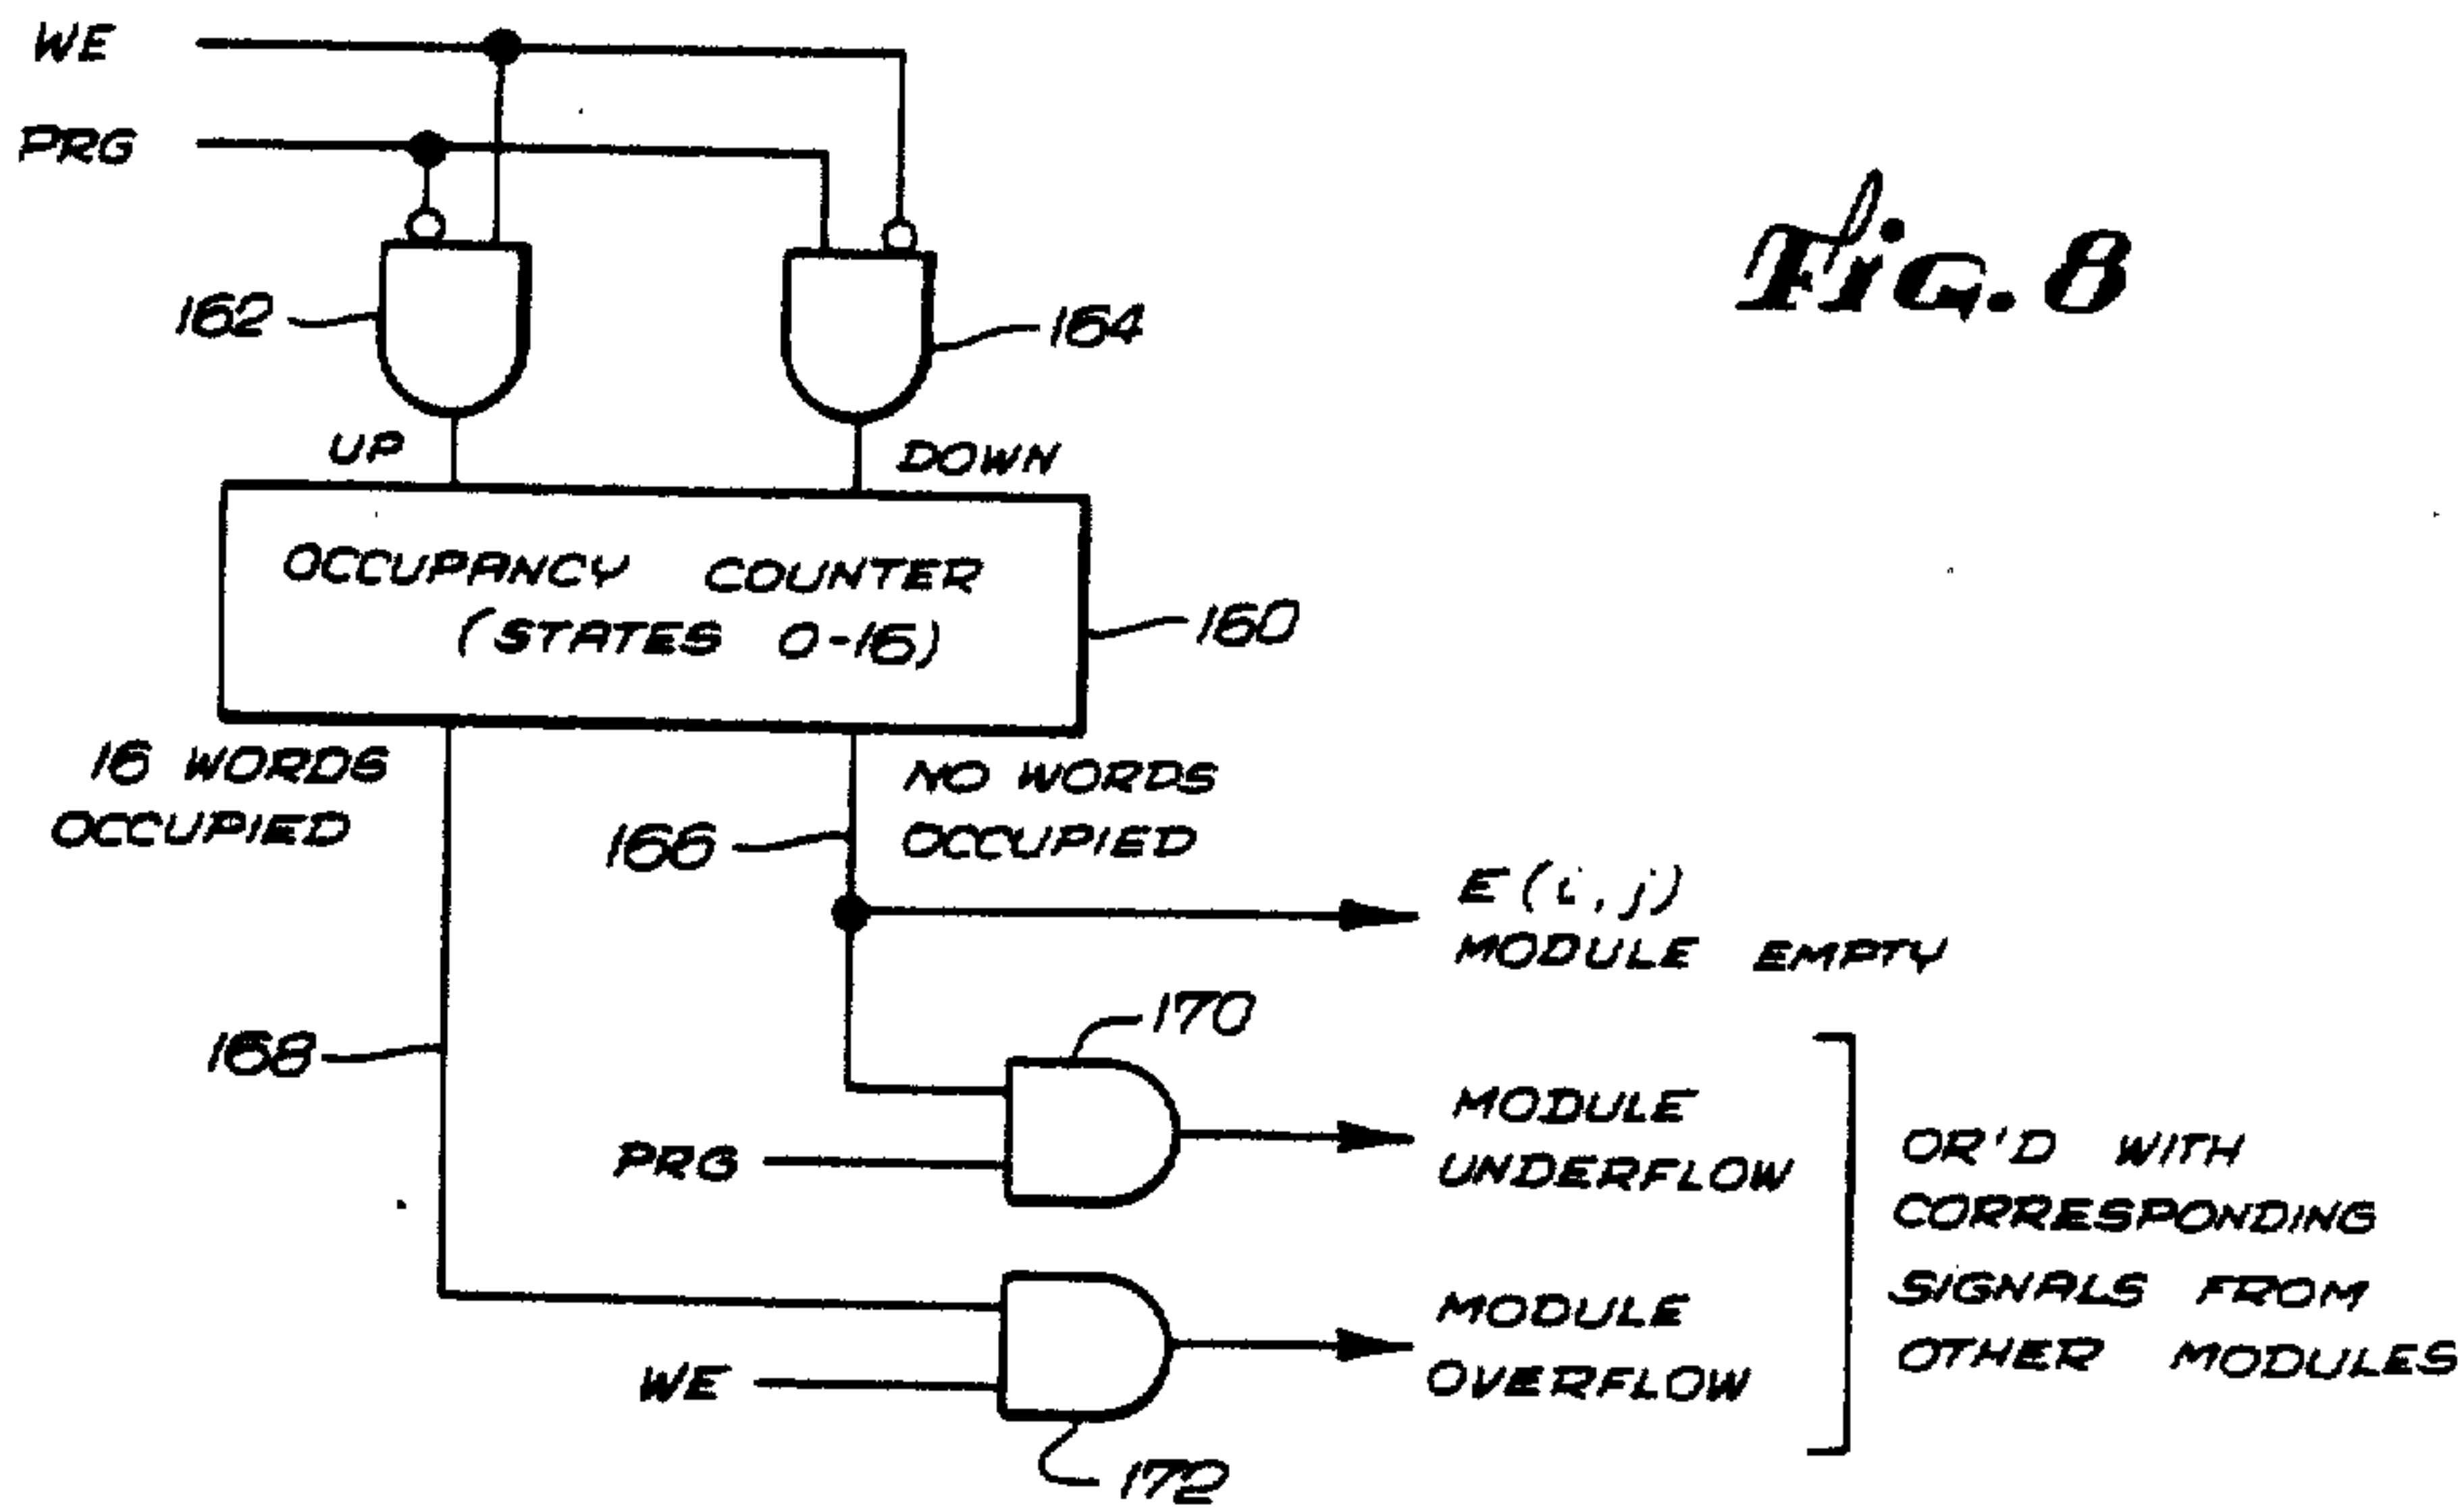 WE
PRG
Fig. 8
162
164
UP
DOWN
OCCUPANCY COUNTER
(STATES 0-16)
160
16 WORDS
OCCUPIED
NO WORDS
OCCUPIED
166
E(i,j)
MODULE EMPTY
168
170
MODULE
UNDERFLOW
PRG
OR'D WITH
CORRESPONDING
SIGNALS FROM
OTHER MODULES
MODULE
OVERFLOW
WE
172